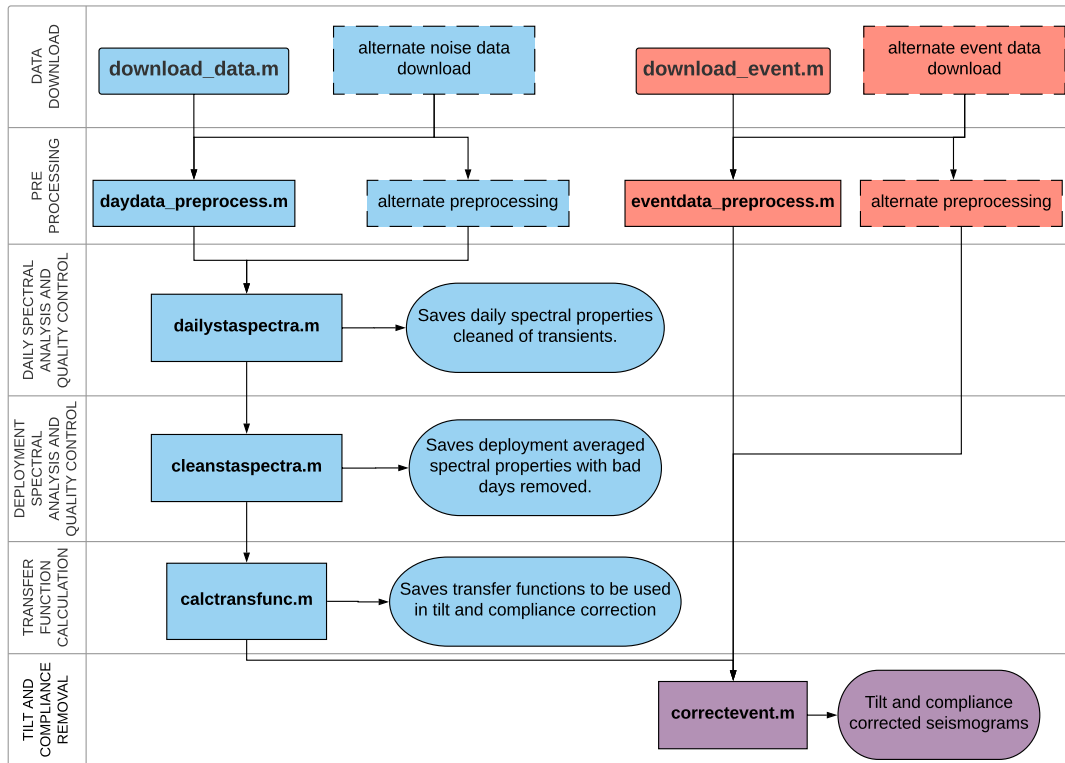 DATA
DOWNLOAD
download_data.m
alternate noise data
download
download_event.m
alternate event data
download
PRE
PROCESSING
daydata_preprocess.m
alternate preprocessing
eventdata_preprocess.m
alternate preprocessing
DAILY SPECTRAL
ANALYSIS AND
QUALITY CONTROL
dailystaspectra.m
Saves daily spectral properties
cleaned of transients.
DEPLOYMENT
SPECTRAL
ANALYSIS AND
QUALITY CONTROL
cleanstaspectra.m
Saves deployment averaged
spectral properties with bad
days removed.
TRANSFER
FUNCTION
CALCULATION
calctransfunc.m
Saves transfer functions to be used
in tilt and compliance correction
TILT AND
COMPLIANCE
REMOVAL
correctevent.m
Tilt and compliance
corrected seismograms